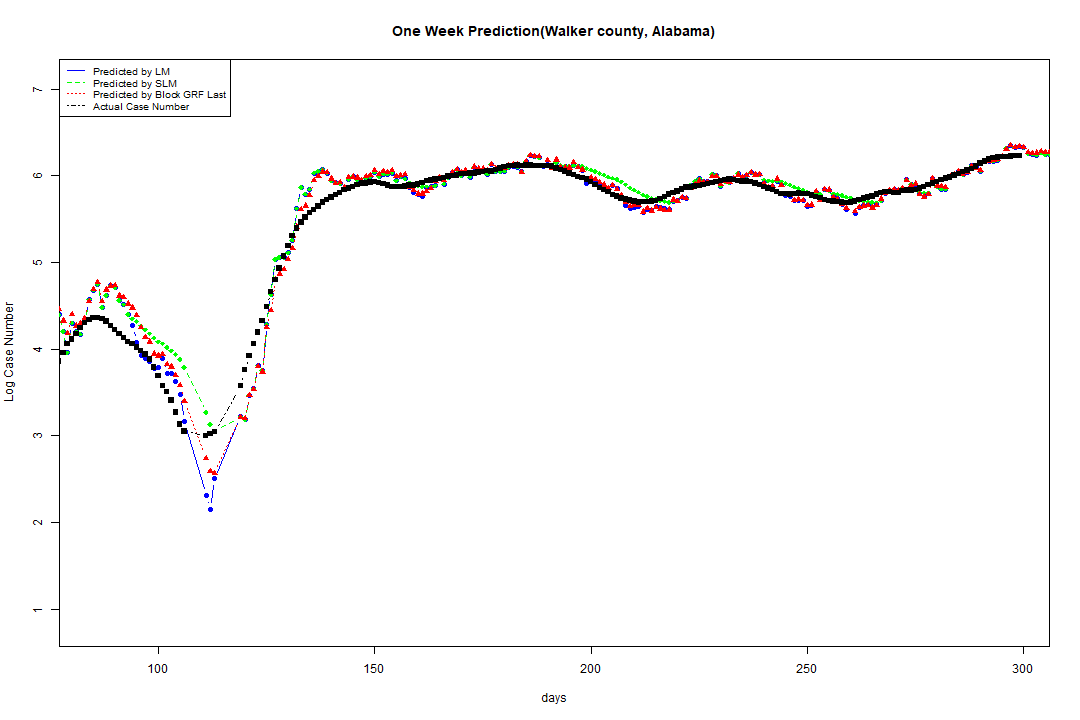 One Week Prediction(Walker county, Alabama)
Predicted by LM
Predicted by SLM
Predicted by Block GRF Last
Actual Case Number
7
6
5
4
3
2
1
Log Case Number
100 150 200 250 300
days